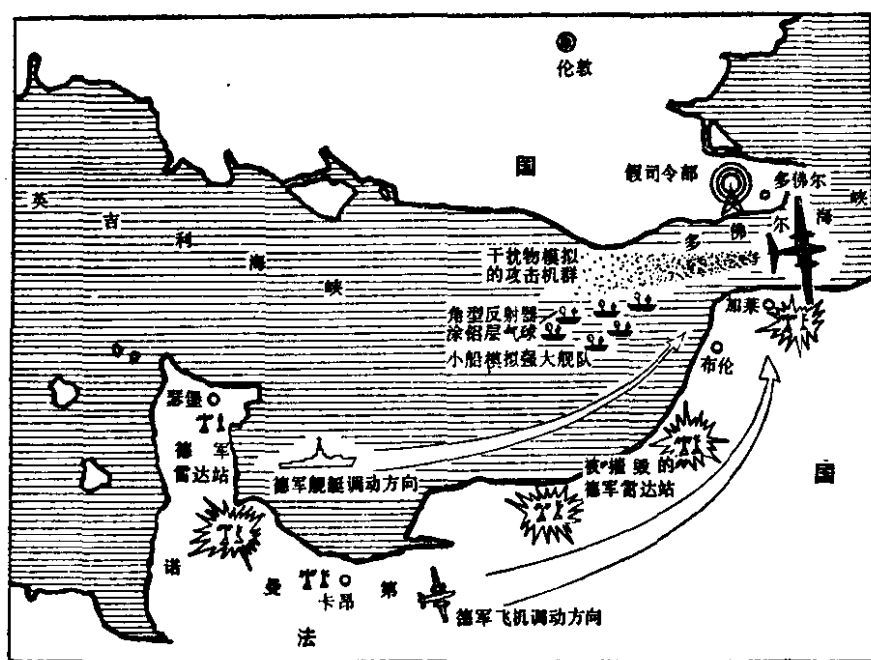 伦敦
国
假司令部
多佛尔
英吉利海峡
多佛尔海峡
干扰物模拟
的攻击机群
角型反射器
涂铝层气球
小船模拟强大舰队
加莱
布伦
瑟堡
德军
雷达站
德军舰艇调动方向
被摧毁的
德军雷达站
国
诺曼第
卡昂
德军飞机调动方向
法